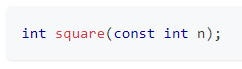 int square(const int n);